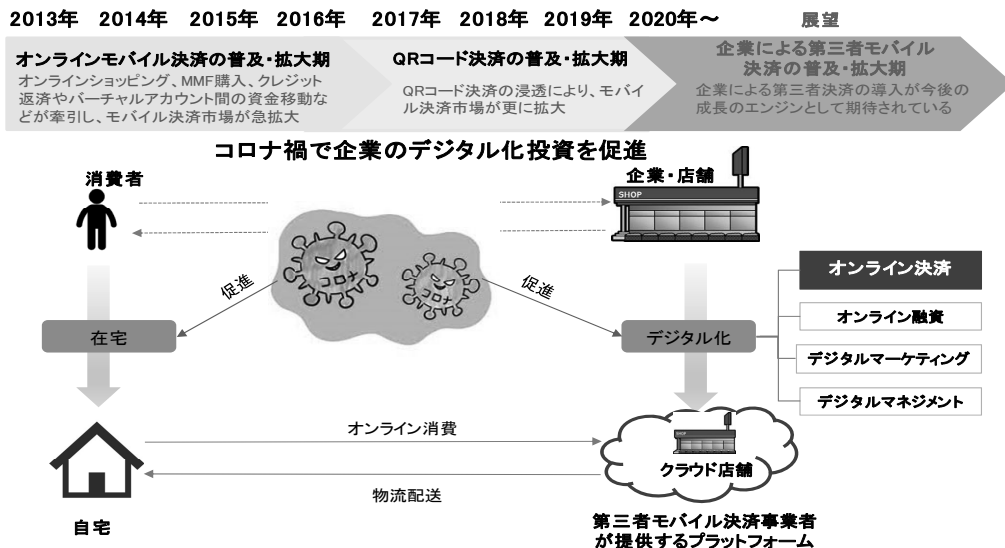 2013年 2014年 2015年 2016年 2017年 2018年 2019年 2020年～ 展望
オンラインモバイル決済の普及・拡大期
オンラインショッピング、MMF購入、クレジット
返済やバーチャルアカウント間の資金移動な
どが牽引し、モバイル決済市場が急拡大
QRコード決済の普及・拡大期
QRコード決済の浸透により、モバイ
ル決済市場が更に拡大
企業による第三者モバイル
決済の普及・拡大期
企業による第三者決済の導入が今後の
成長のエンジンとして期待されている
コロナ禍で企業のデジタル化投資を促進
消費者
企業・店舗
SHOP
コロナ
コロナ
促進
促進
在宅
デジタル化
オンライン決済
オンライン融資
デジタルマーケティング
デジタルマネジメント
オンライン消費
物流配送
自宅
SHOP
クラウド店舗
第三者モバイル決済事業者
が提供するプラットフォーム